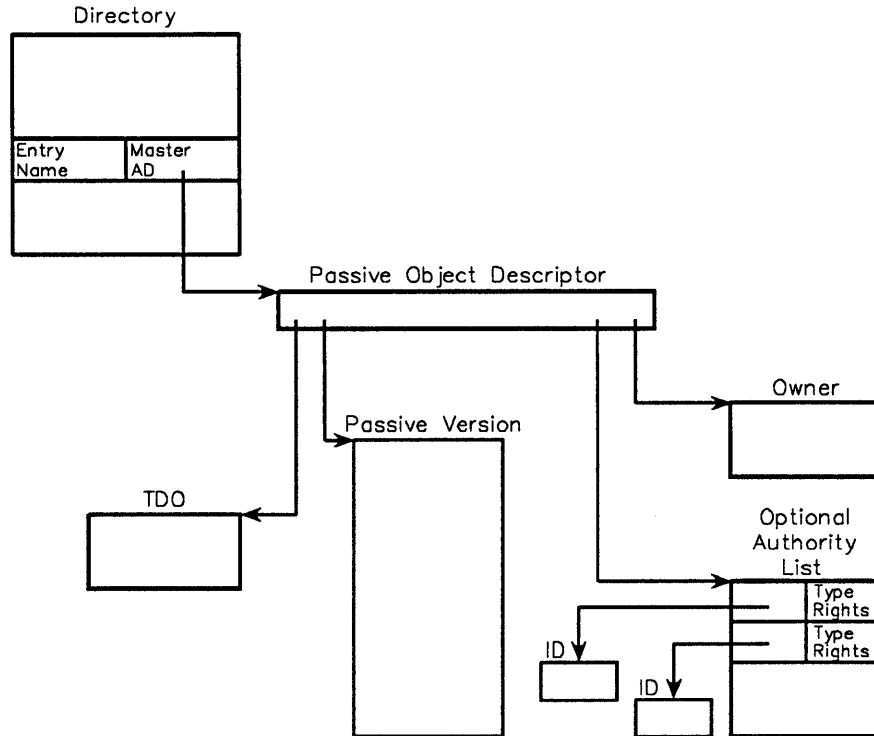 Directory
Entry
Name
Master
AD
Passive Object Descriptor
Owner
Passive Version
TDO
Optional
Authority
List
Type
Rights
Type
Rights
ID
ID